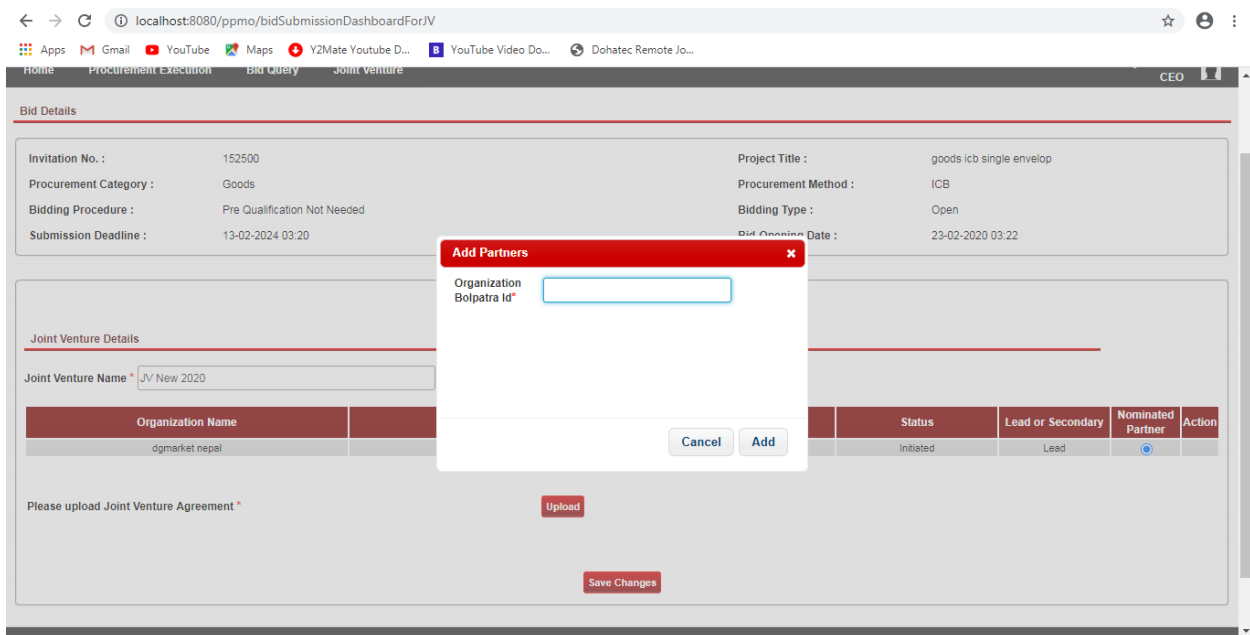 localhost:8080/ppmo/bidSubmissionDashboardForJV
Apps Gmail YouTube Maps Y2Mate Youtube D... B YouTube Video Do... Dohatec Remote Jo...
Home Procurement Execution Bid Query Joint Venture
CEO
Bid Details
Invitation No. : 152500 Project Title : goods icb single envelop
Procurement Category : Goods Procurement Method : ICB
Bidding Procedure : Pre Qualification Not Needed Bidding Type : Open
Submission Deadline : 13-02-2024 03:20 Bid Opening Date : 23-02-2020 03:22
Add Partners
Organization
Bolpatra Id*
Cancel Add
Joint Venture Details
Joint Venture Name * JV New 2020
Organization Name Status Lead or Secondary Nominated Partner Action
dgmarket nepal Initiated Lead
Please upload Joint Venture Agreement * Upload
Save Changes